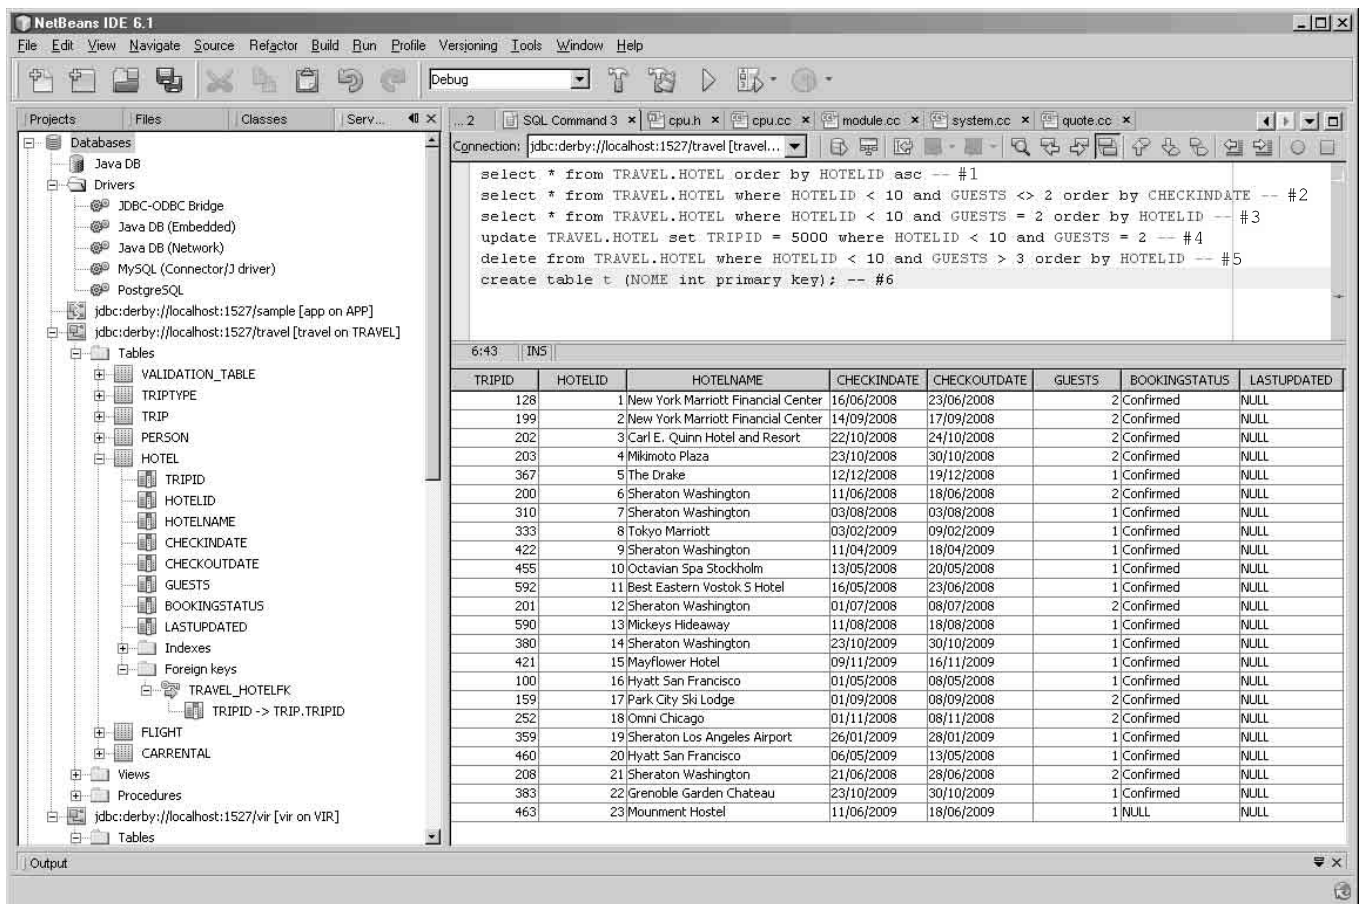 NetBeans IDE 6.1
File Edit View Navigate Source Refactor Build Run Profile Versioning Tools Window Help
Debug
Projects Files Classes Serv...
Databases
Java DB
Drivers
JDBC-ODBC Bridge
Java DB (Embedded)
Java DB (Network)
MySQL (Connector/J driver)
PostgreSQL
jdbc:derby://localhost:1527/sample [app on APP]
jdbc:derby://localhost:1527/travel [travel on TRAVEL]
Tables
VALIDATION_TABLE
TRIPTYPE
TRIP
PERSON
HOTEL
TRIPID
HOTELID
HOTELNAME
CHECKINDATE
CHECKOUTDATE
GUESTS
BOOKINGSTATUS
LASTUPDATED
Indexes
Foreign keys
TRAVEL_HOTELFK
TRIPID -> TRIP.TRIPID
FLIGHT
CARRENTAL
Views
Procedures
jdbc:derby://localhost:1527/vir [vir on VIR]
Tables
...2 SQL Command 3 cpu.h cpu.cc module.cc system.cc quote.cc
Connection: jdbc:derby://localhost:1527/travel [travel...
select * from TRAVEL.HOTEL order by HOTELID asc -- #1
select * from TRAVEL.HOTEL where HOTELID < 10 and GUESTS <> 2 order by CHECKINDATE -- #2
select * from TRAVEL.HOTEL where HOTELID < 10 and GUESTS = 2 order by HOTELID -- #3
update TRAVEL.HOTEL set TRIPID = 5000 where HOTELID < 10 and GUESTS = 2 -- #4
delete from TRAVEL.HOTEL where HOTELID < 10 and GUESTS > 3 order by HOTELID -- #5
create table t (NOME int primary key); -- #6
6:43 INS
TRIPID HOTELID HOTELNAME CHECKINDATE CHECKOUTDATE GUESTS BOOKINGSTATUS LASTUPDATED
128 1 New York Marriott Financial Center 16/06/2008 23/06/2008 2 Confirmed NULL
199 2 New York Marriott Financial Center 14/09/2008 17/09/2008 2 Confirmed NULL
202 3 Carl E. Quinn Hotel and Resort 22/10/2008 24/10/2008 2 Confirmed NULL
203 4 Mikimoto Plaza 23/10/2008 30/10/2008 2 Confirmed NULL
367 5 The Drake 12/12/2008 19/12/2008 1 Confirmed NULL
200 6 Sheraton Washington 11/06/2008 18/06/2008 2 Confirmed NULL
310 7 Sheraton Washington 03/08/2008 03/08/2008 1 Confirmed NULL
333 8 Tokyo Marriott 03/02/2009 09/02/2009 1 Confirmed NULL
422 9 Sheraton Washington 11/04/2009 18/04/2009 1 Confirmed NULL
455 10 Octavian Spa Stockholm 13/05/2008 20/05/2008 1 Confirmed NULL
592 11 Best Eastern Vostok S Hotel 16/05/2008 23/06/2008 1 Confirmed NULL
201 12 Sheraton Washington 01/07/2008 08/07/2008 2 Confirmed NULL
590 13 Mickeys Hideaway 11/08/2008 18/08/2008 1 Confirmed NULL
380 14 Sheraton Washington 23/10/2009 30/10/2009 1 Confirmed NULL
421 15 Mayflower Hotel 09/11/2009 16/11/2009 1 Confirmed NULL
100 16 Hyatt San Francisco 01/05/2008 08/05/2008 1 Confirmed NULL
159 17 Park City Ski Lodge 01/09/2008 08/09/2008 2 Confirmed NULL
252 18 Omni Chicago 01/11/2008 08/11/2008 2 Confirmed NULL
359 19 Sheraton Los Angeles Airport 26/01/2009 28/01/2009 1 Confirmed NULL
460 20 Hyatt San Francisco 06/05/2009 13/05/2009 1 Confirmed NULL
208 21 Sheraton Washington 21/06/2008 28/06/2008 2 Confirmed NULL
383 22 Grenoble Garden Chateau 23/10/2009 30/10/2009 1 Confirmed NULL
463 23 Mounment Hostel 11/06/2009 18/06/2009 1 NULL NULL
Output